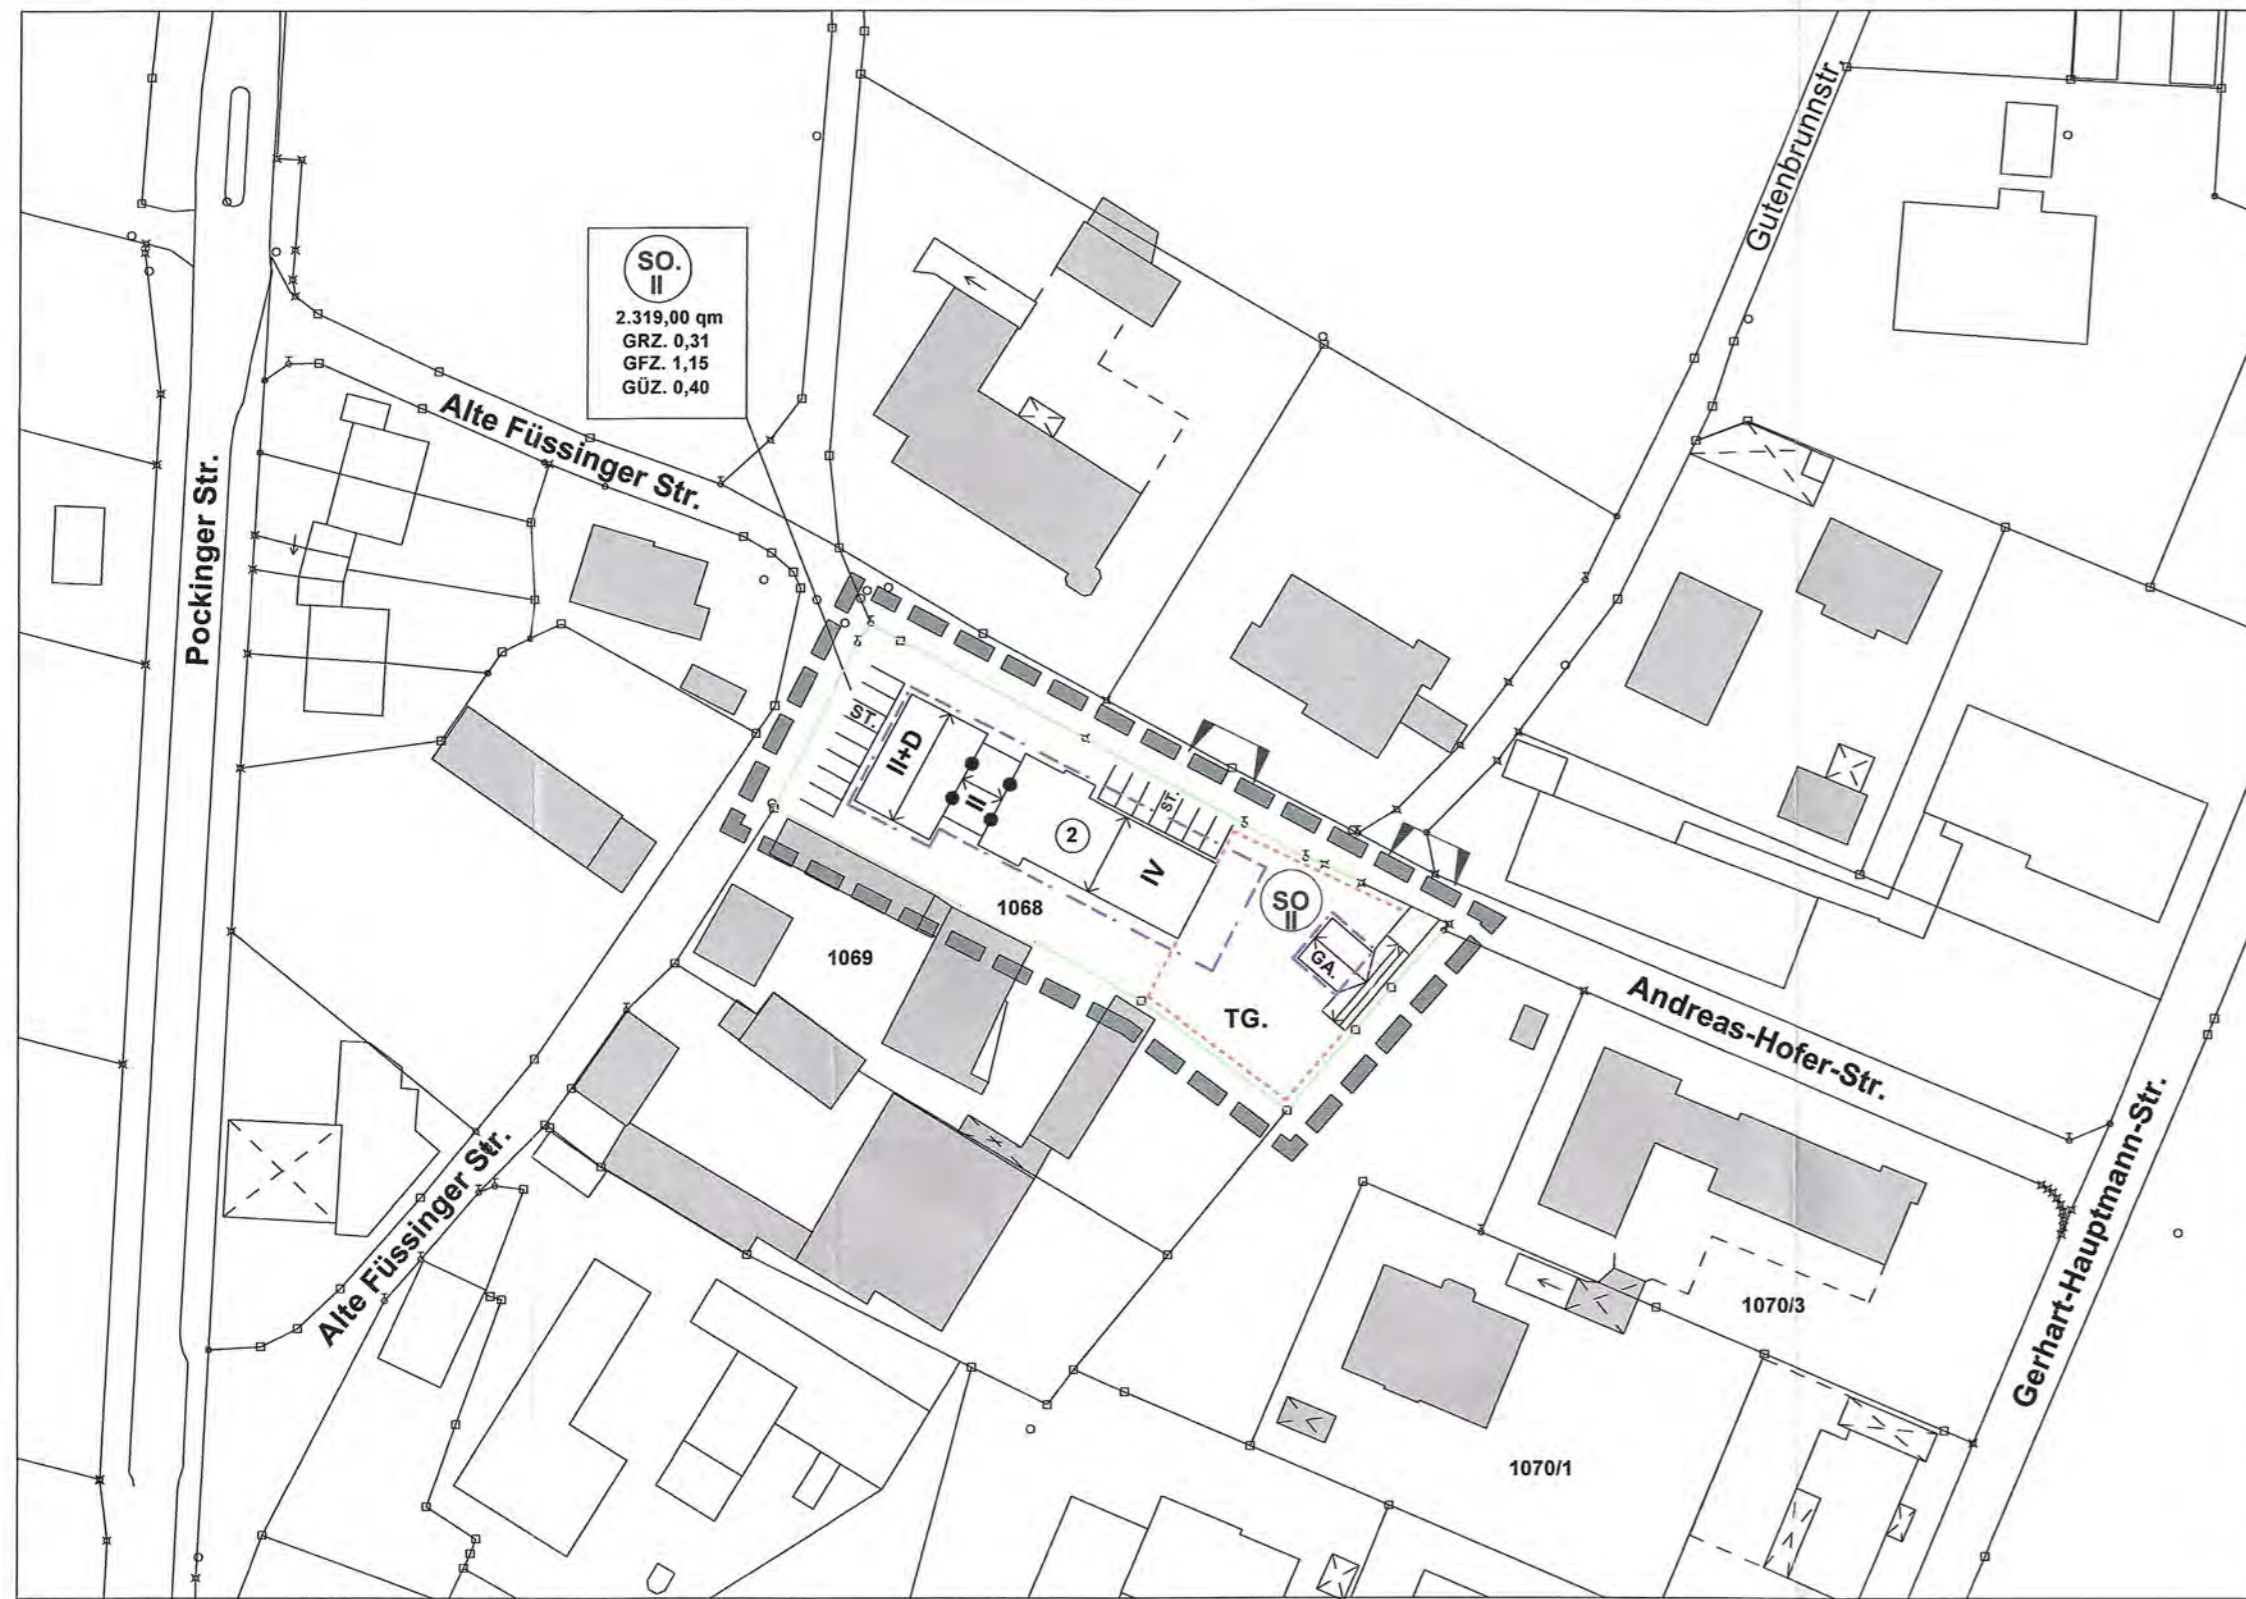 Gutenbrunnstr.
SO.
II
2.319,00 qm
GRZ. 0,31
GFZ. 1,15
GÜZ. 0,40
Alte Füssinger Str.
Pockinger Str.
ST.
II+D
II
2
ST.
IV
SO
II
1068
1069
GA.
TG.
Andreas-Hofer-Str.
Alte Füssinger Str.
Gerhart-Hauptmann-Str.
1070/3
1070/1